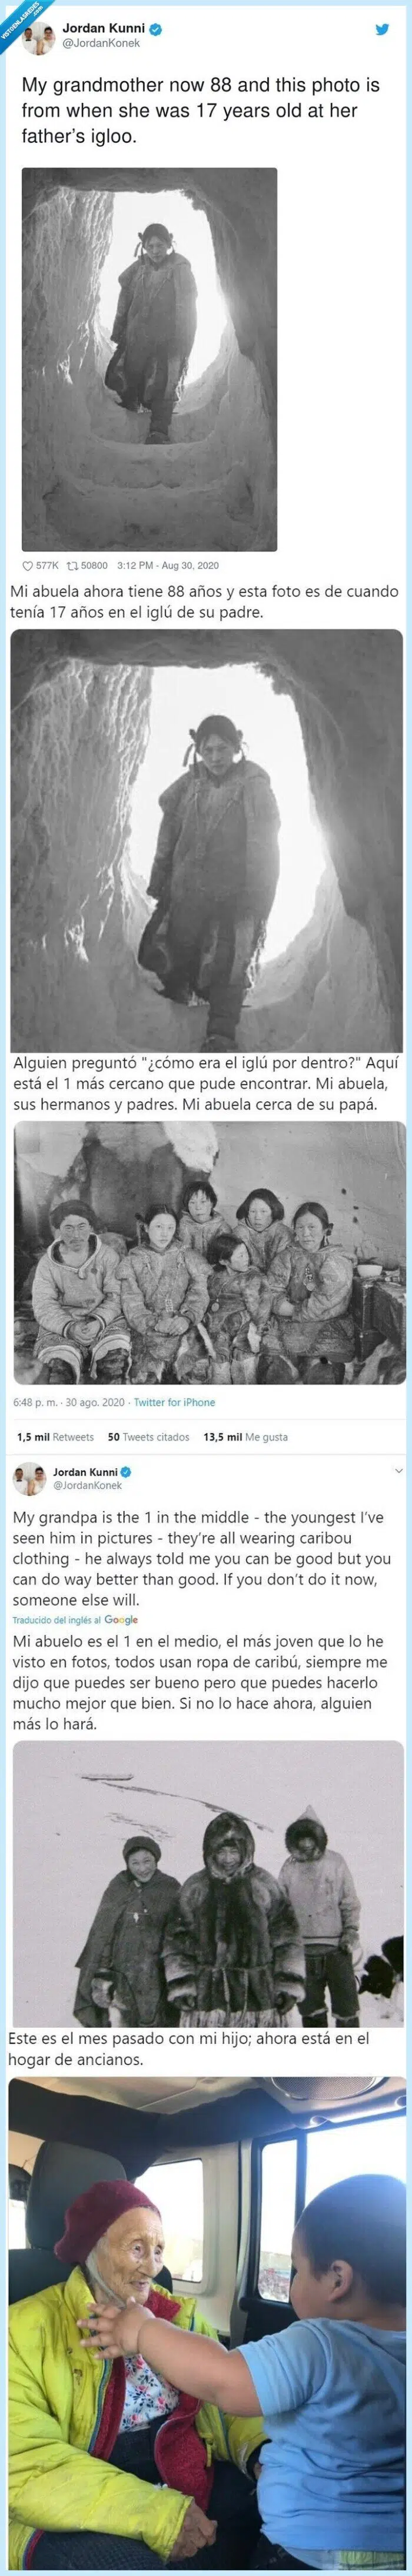 VISTOENLASREDES
.com
Jordan Kunni
@JordanKonek
My grandmother now 88 and this photo is
from when she was 17 years old at her
father’s igloo.
577K 50800 3:12 PM - Aug 30, 2020
Mi abuela ahora tiene 88 años y esta foto es de cuando
tenía 17 años en el iglú de su padre.
Alguien preguntó "¿cómo era el iglú por dentro?" Aquí
está el 1 más cercano que pude encontrar. Mi abuela,
sus hermanos y padres. Mi abuela cerca de su papá.
6:48 p. m. · 30 ago. 2020 · Twitter for iPhone
1,5 mil Retweets 50 Tweets citados 13,5 mil Me gusta
Jordan Kunni
@JordanKonek
My grandpa is the 1 in the middle - the youngest I’ve
seen him in pictures - they’re all wearing caribou
clothing - he always told me you can be good but you
can do way better than good. If you don’t do it now,
someone else will.
Traducido del inglés al Google
Mi abuelo es el 1 en el medio, el más joven que lo he
visto en fotos, todos usan ropa de caribú, siempre me
dijo que puedes ser bueno pero que puedes hacerlo
mucho mejor que bien. Si no lo hace ahora, alguien
más lo hará.
Este es el mes pasado con mi hijo; ahora está en el
hogar de ancianos.